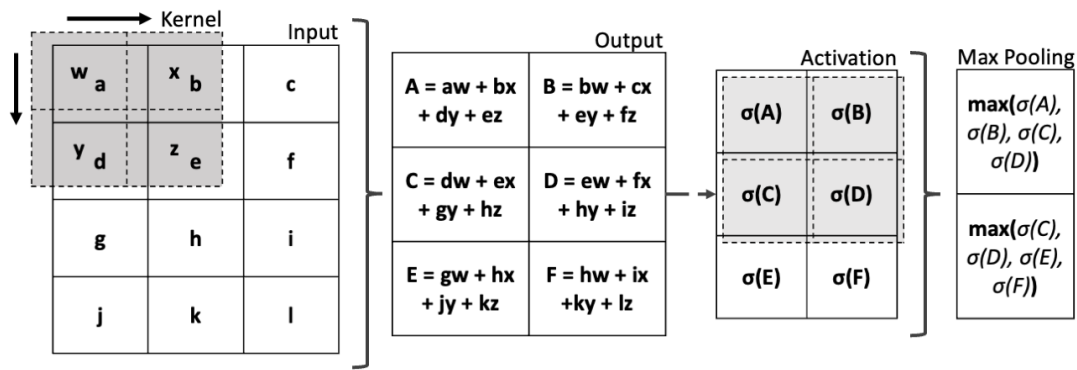 Kernel
Input
w a x b c
y d z e f
g h i
j k l
Output
A = aw + bx
+ dy + ez
B = bw + cx
+ ey + fz
C = dw + ex
+ gy + hz
D = ew + fx
+ hy + iz
E = gw + hx
+ jy + kz
F = hw + ix
+ky + lz
Activation
σ(A) σ(B)
σ(C) σ(D)
σ(E) σ(F)
Max Pooling
max(σ(A),
σ(B), σ(C),
σ(D))
max(σ(C),
σ(D), σ(E),
σ(F))